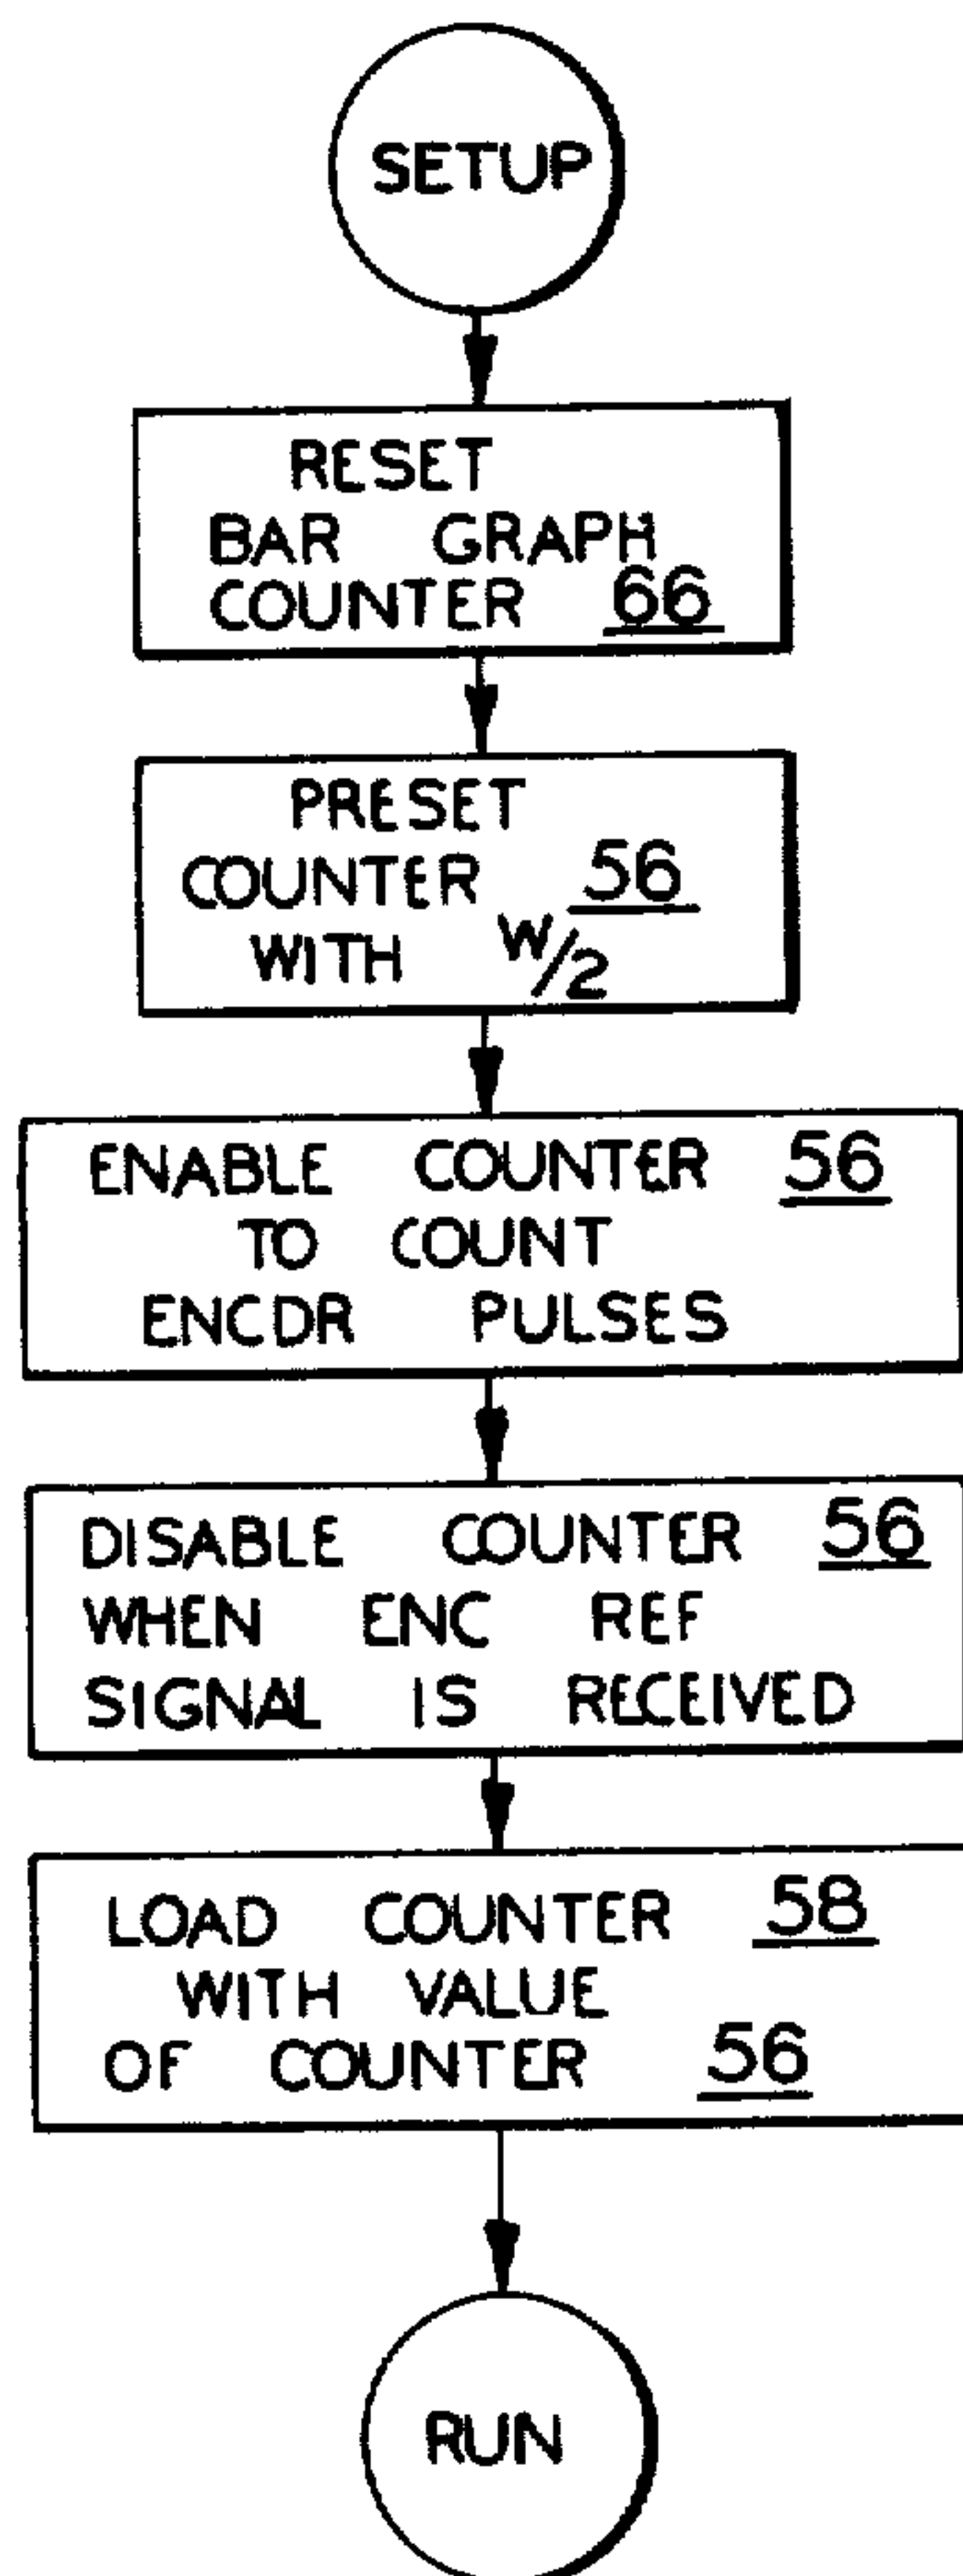 SETUP
RESET
BAR GRAPH
COUNTER 66
PRESET
COUNTER 56
WITH W/2
ENABLE COUNTER 56
TO COUNT
ENCDR PULSES
DISABLE COUNTER 56
WHEN ENC REF
SIGNAL IS RECEIVED
LOAD COUNTER 58
WITH VALUE
OF COUNTER 56
RUN